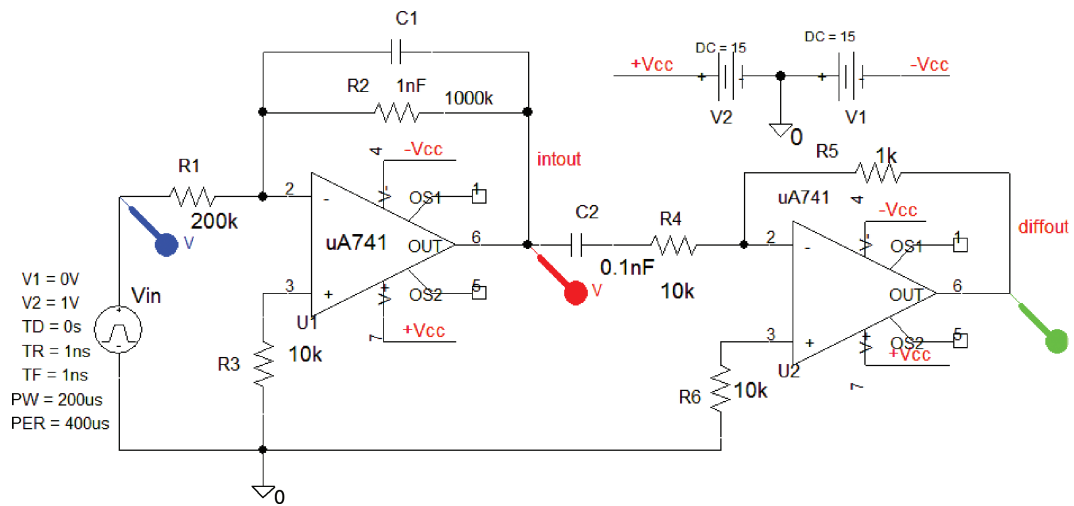 C1
R2
1nF
1000k
DC = 15
DC = 15
+Vcc
-Vcc
V2
V1
0
R1
200k
4
-Vcc
intout
2
-
V-
OS1
1
uA741
OUT
6
3
+
V+
OS2
5
U1
7
+Vcc
V
V
C2
0.1nF
R4
10k
R5
1k
uA741
4
-Vcc
diffout
2
-
V-
OS1
1
OUT
6
3
+
V+
OS2
5
U2
+Vcc
7
V1 = 0V
V2 = 1V
TD = 0s
TR = 1ns
TF = 1ns
PW = 200us
PER = 400us
Vin
+
-
R3
10k
R6
10k
0
+
+